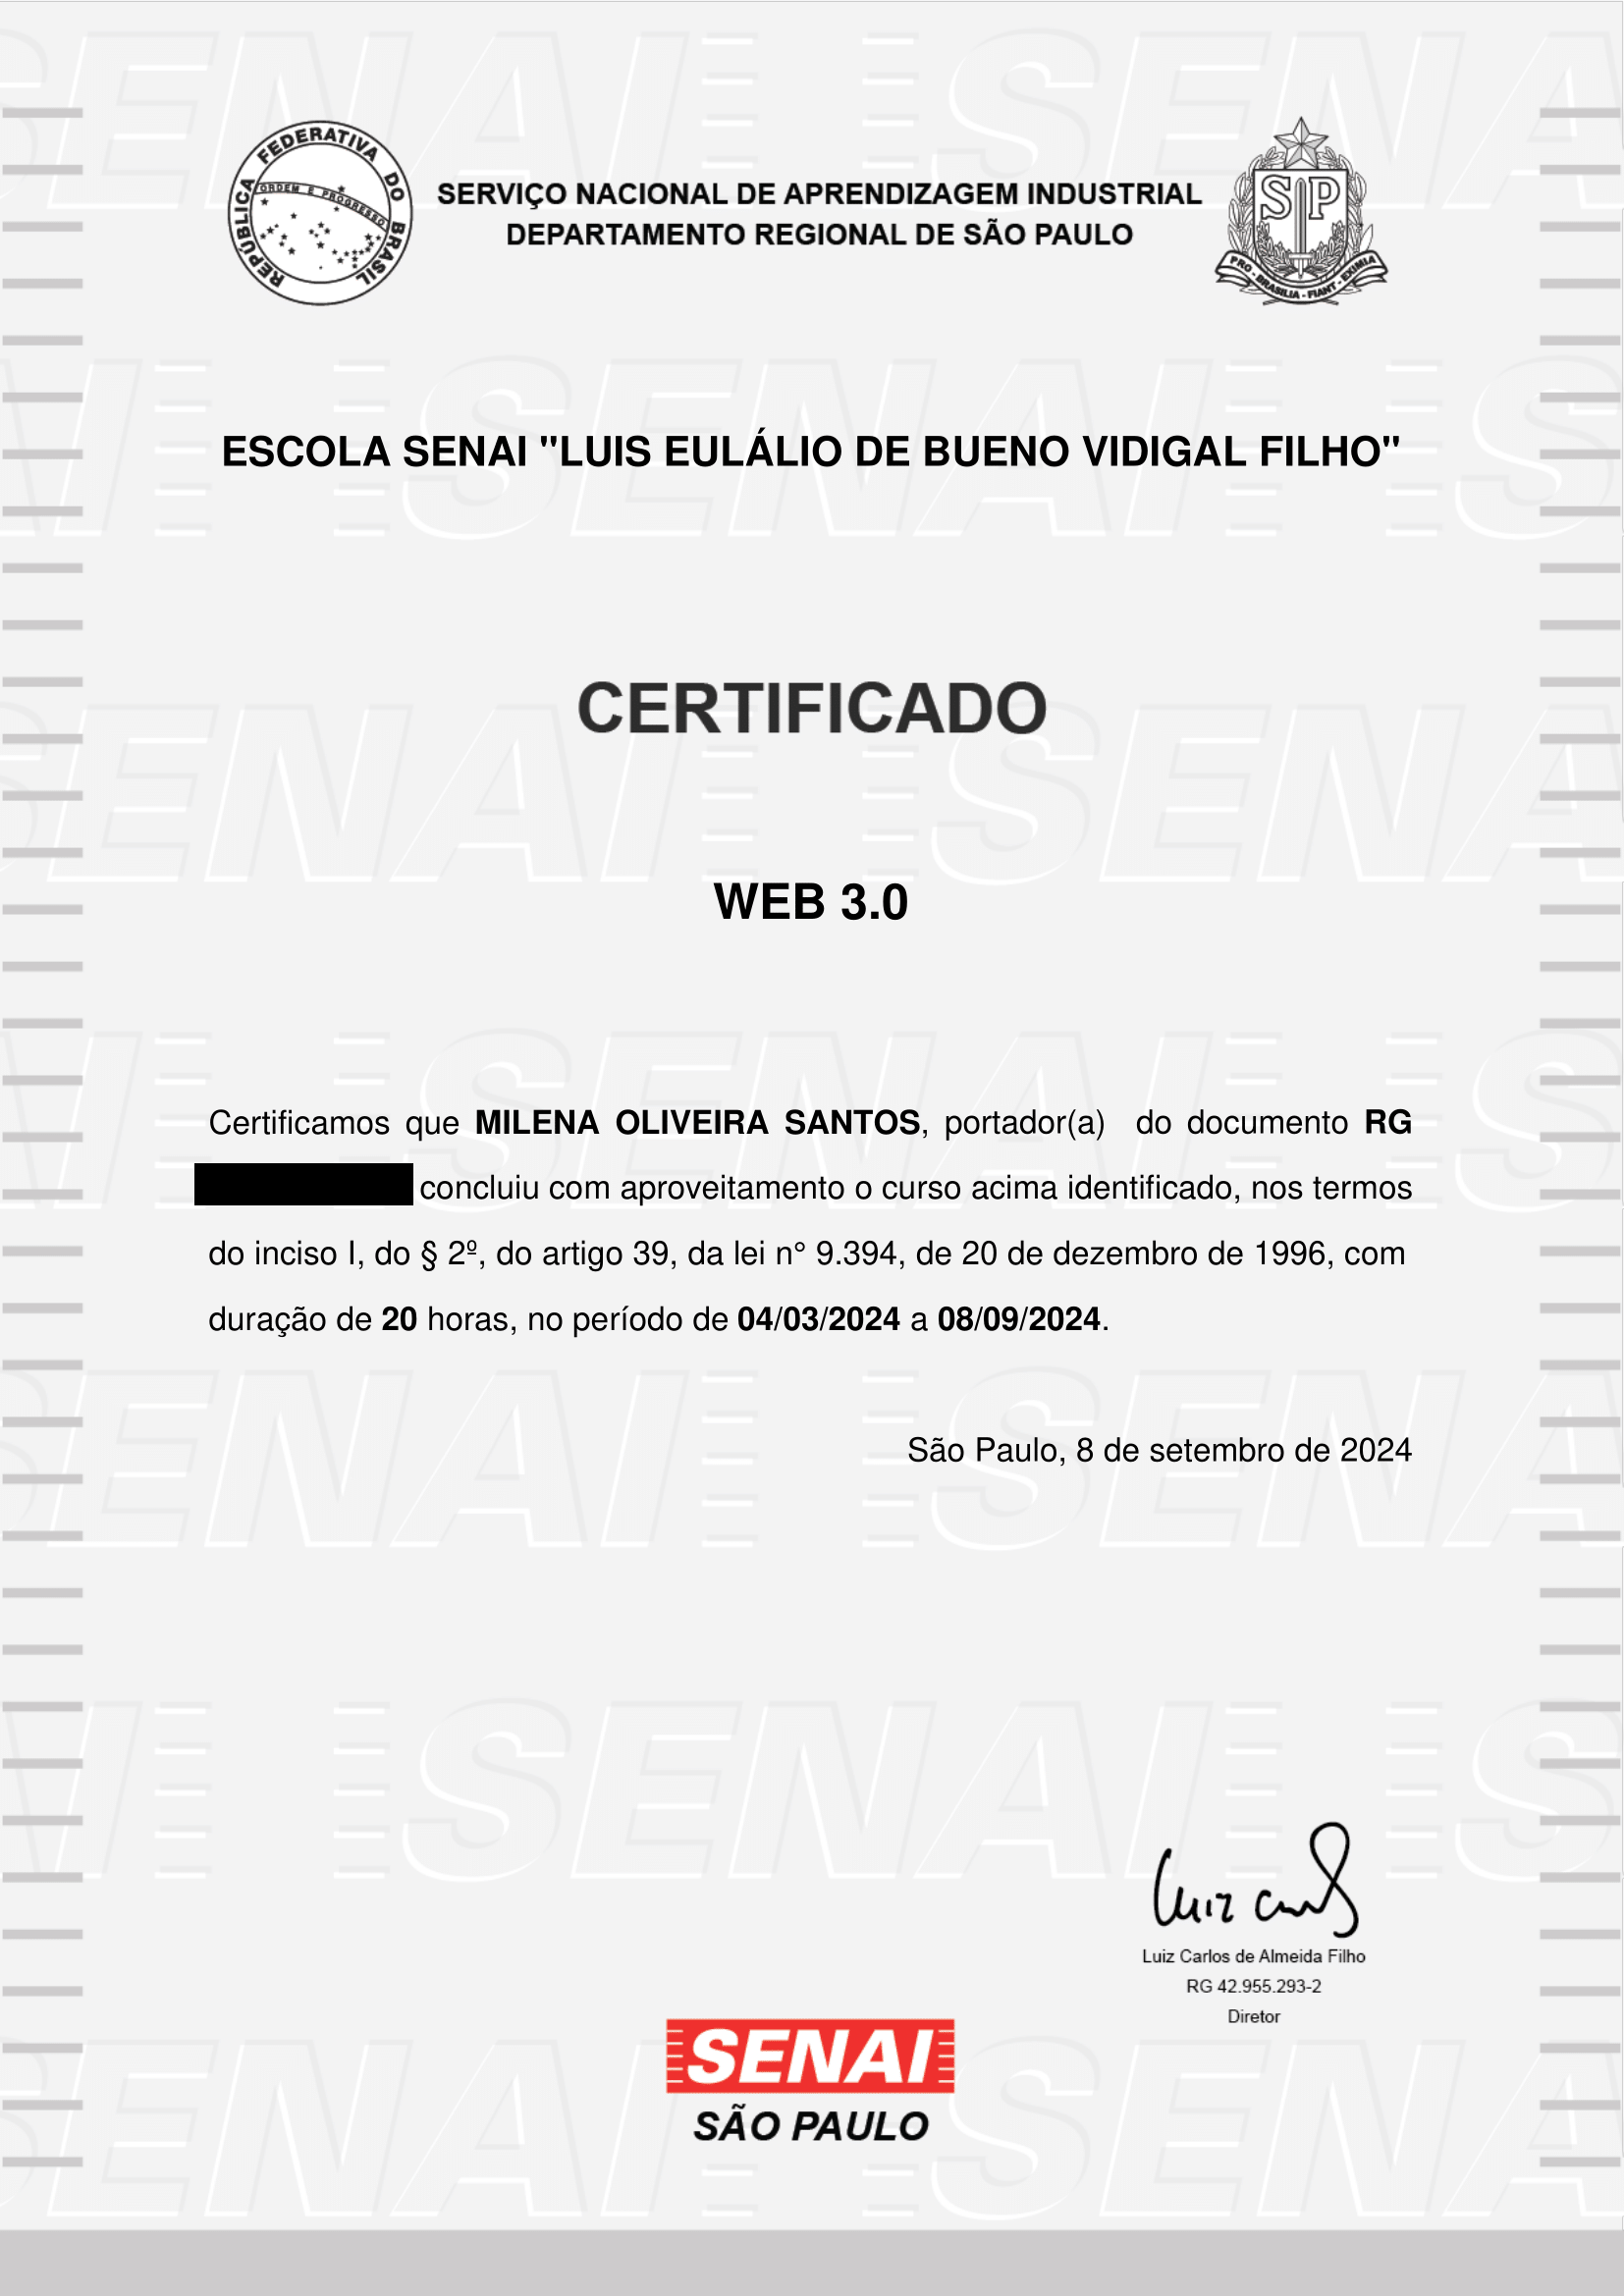 REPÚBLICA FEDERATIVA DO BRASIL
ORDEM E PROGRESSO
SERVIÇO NACIONAL DE APRENDIZAGEM INDUSTRIAL
DEPARTAMENTO REGIONAL DE SÃO PAULO
SP
PRO - BRASILIA - FIANT - EXIMIA
ESCOLA SENAI "LUIS EULÁLIO DE BUENO VIDIGAL FILHO"
CERTIFICADO
WEB 3.0
Certificamos que MILENA OLIVEIRA SANTOS, portador(a) do documento RG
concluiu com aproveitamento o curso acima identificado, nos termos
do inciso I, do § 2º, do artigo 39, da lei n° 9.394, de 20 de dezembro de 1996, com
duração de 20 horas, no período de 04/03/2024 a 08/09/2024.
São Paulo, 8 de setembro de 2024
Luiz Carlos de Almeida Filho
RG 42.955.293-2
Diretor
SENAI
SÃO PAULO